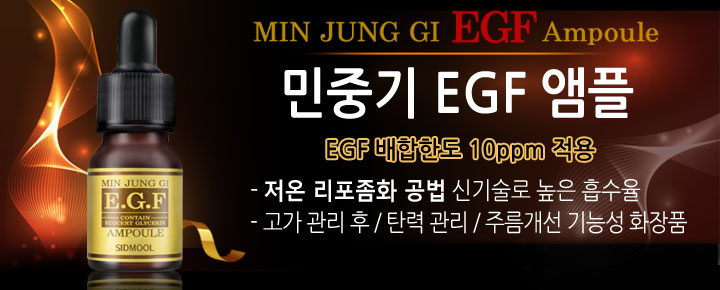 MIN JUNG GI EGF Ampoule
민중기 EGF 앰플
EGF 배합한도 10ppm 적용
- 저온 리포좀화 공법 신기술로 높은 흡수율
- 고가 관리 후 / 탄력 관리 / 주름개선 기능성 화장품
MIN JUNG GI
E.G.F
CONTAIN
ECOCERT GLYCERIN
AMPOULE
SIDMOOL